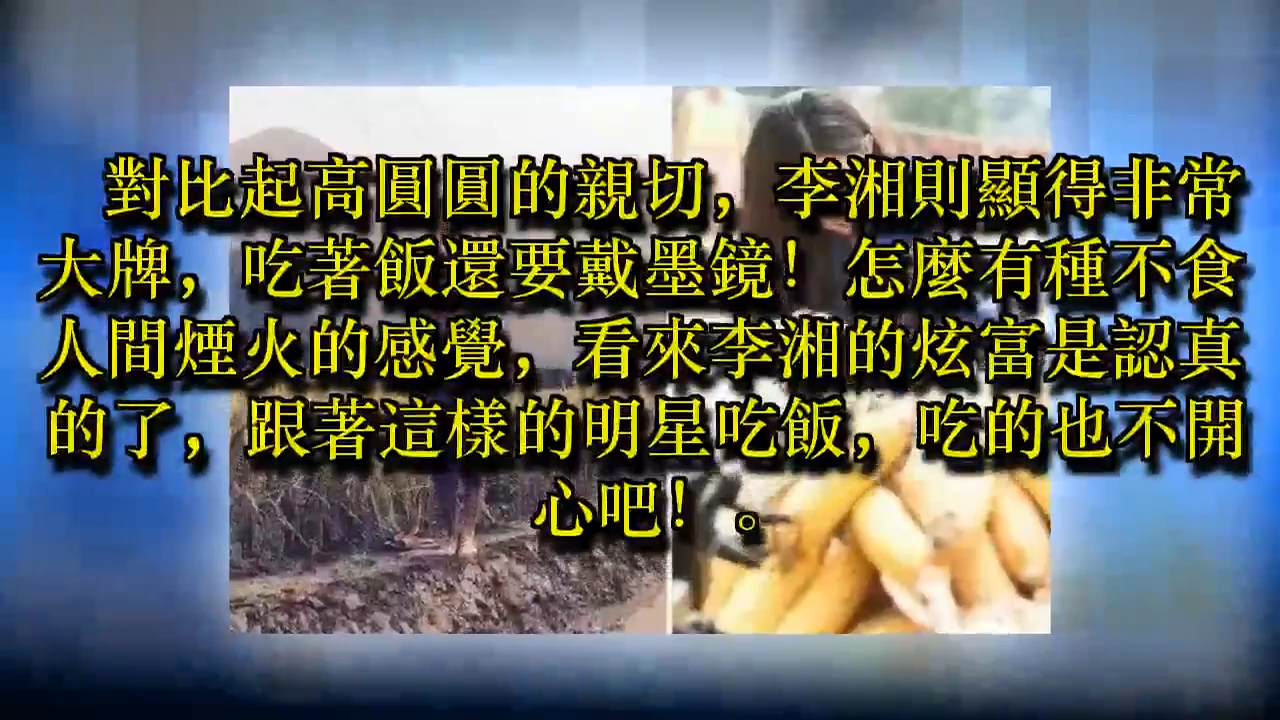 對比起高圓圓的親切，李湘則顯得非常
大牌，吃著飯還要戴墨鏡！怎麼有種不食
人間煙火的感覺，看來李湘的炫富是認真
的了，跟著這樣的明星吃飯，吃的也不開
心吧！。